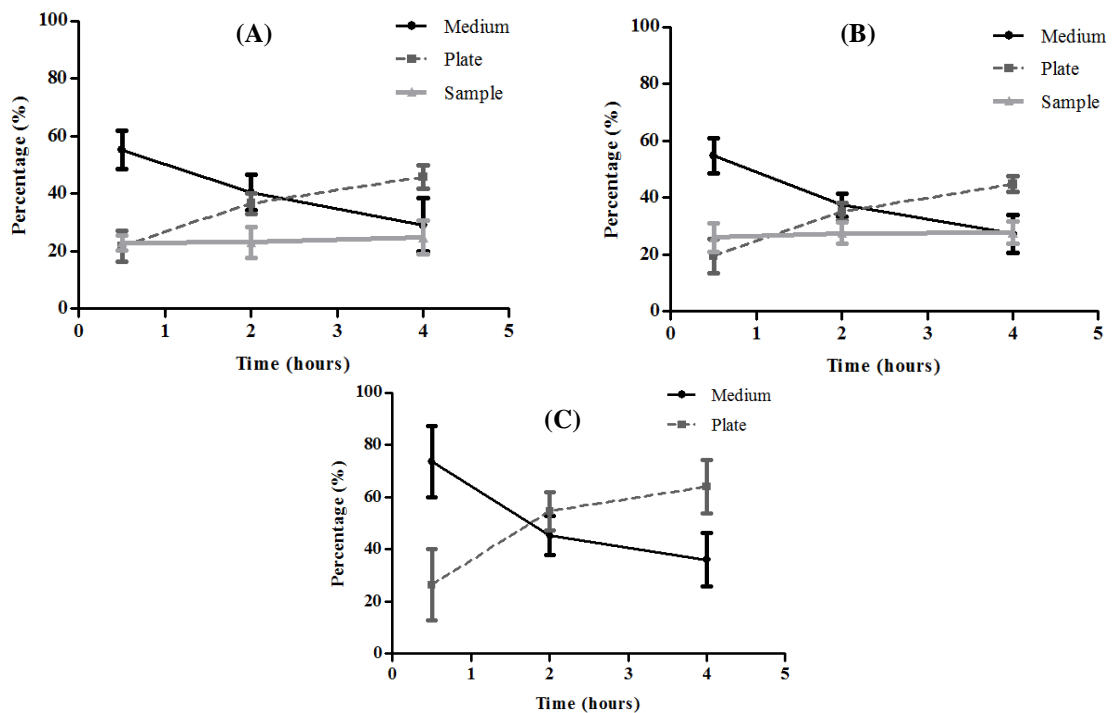 (A)
Medium
Plate
Sample
Percentage (%)
100
80
60
40
20
0
0 1 2 3 4 5
Time (hours)
(B)
Medium
Plate
Sample
Percentage (%)
100
80
60
40
20
0
0 1 2 3 4 5
Time (hours)
(C)
Medium
Plate
Percentage (%)
100
80
60
40
20
0
0 1 2 3 4 5
Time (hours)